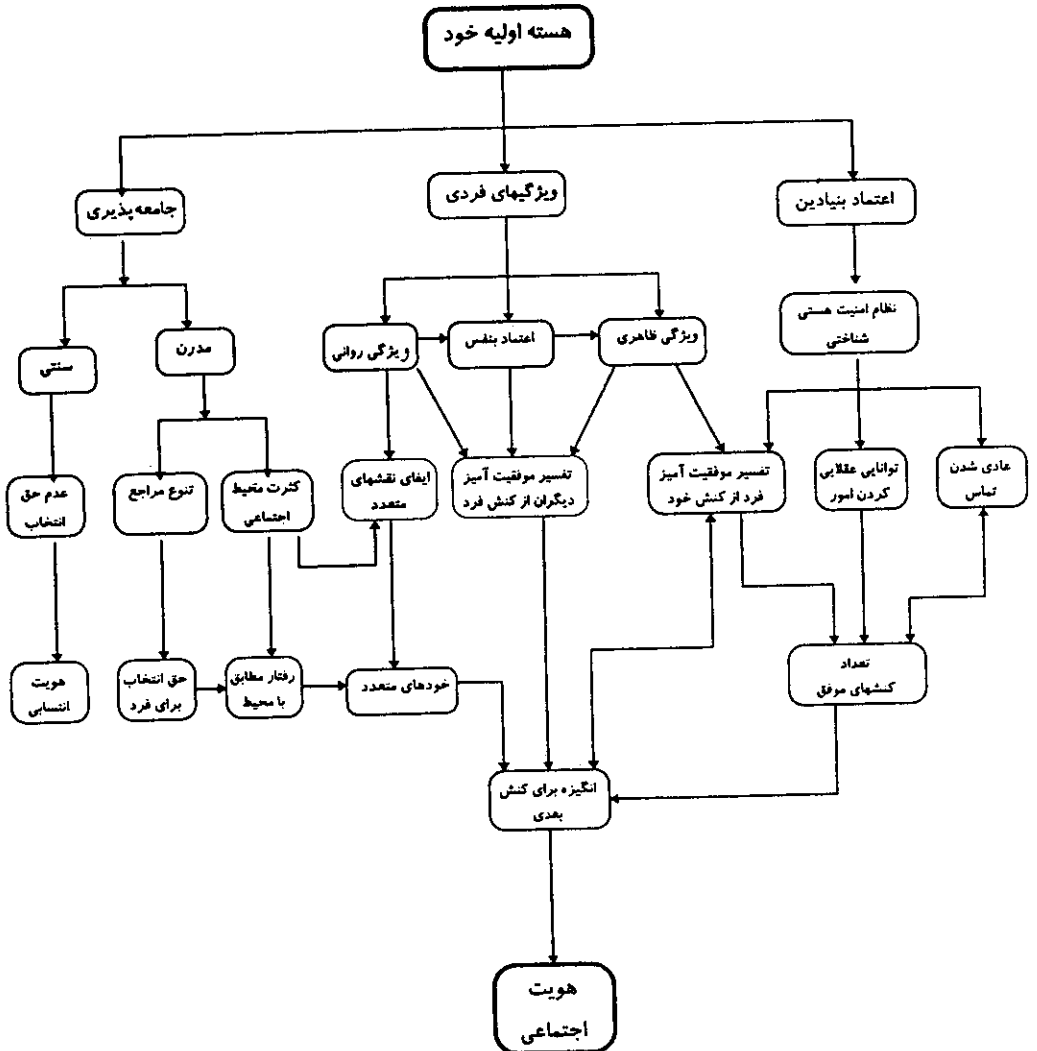 هسته اولیه خود
اعتماد بنیادین
ویژگیهای فردی
جامعه‌پذیری
نظام امنیت هستی
شناختی
ویژگی ظاهری
اعتماد بنفس
ویژگی روانی
مدرن
سنتی
عادی شدن
تماس
توانایی عقلایی
کردن امور
تفسیر موفقیت آمیز
فرد از کنش خود
تفسیر موفقیت آمیز
دیگران از کنش فرد
ایفای نقشهای
متعدد
کثرت محیط
اجتماعی
تنوع مراجع
عدم حق
انتخاب
تعداد
کنشهای موفق
خودهای متعدد
رفتار مطابق
با محیط
حق انتخاب
برای فرد
هویت
انتسابی
انگیزه برای کنش
بعدی
هویت
اجتماعی